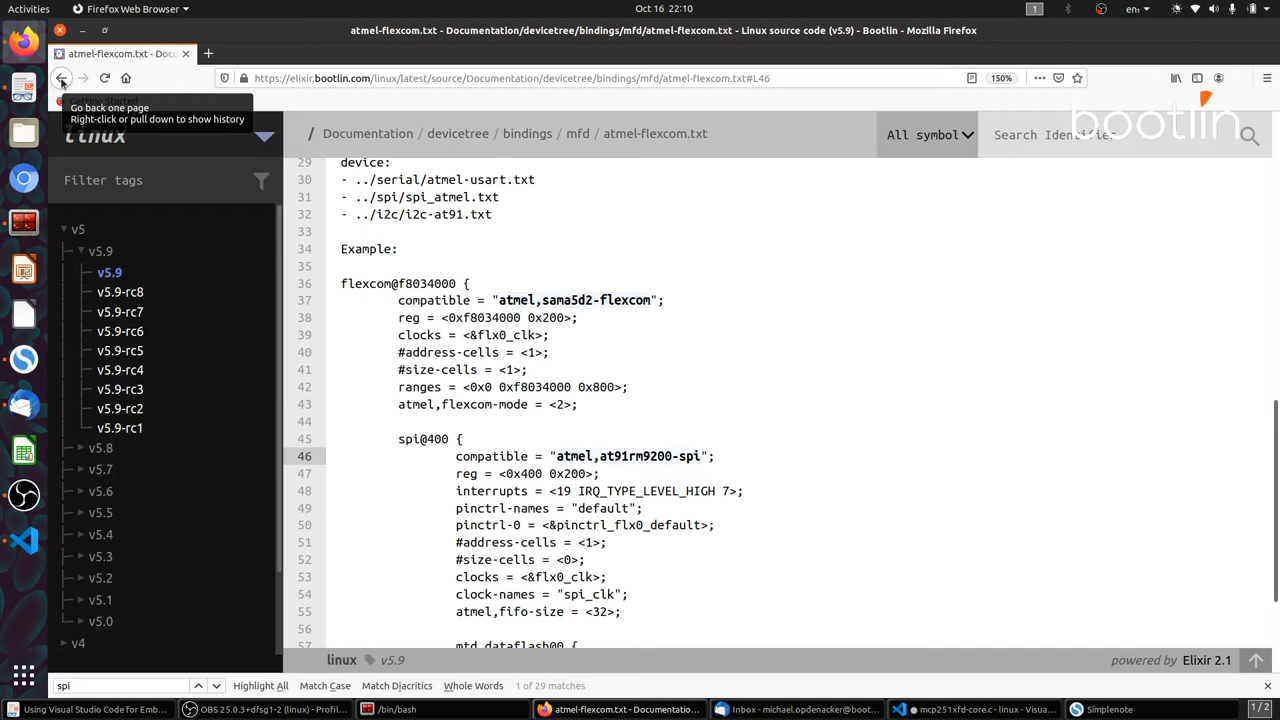 Activities
Firefox Web Browser
Oct 16 22:10
1
en
atmel-flexcom.txt - Documentation/devicetree/bindings/mfd/atmel-flexcom.txt - Linux source code (v5.9) - Bootlin - Mozilla Firefox
atmel-flexcom.txt - Docu
https://elixir.bootlin.com/linux/latest/source/Documentation/devicetree/bindings/mfd/atmel-flexcom.txt#L46
150%
Getting Started
Go back one page
Right-click or pull down to show history
linux
/ Documentation / devicetree / bindings / mfd / atmel-flexcom.txt
All symbol
Search Identifier
bootlin
Filter tags
v5
v5.9
v5.9
v5.9-rc8
v5.9-rc7
v5.9-rc6
v5.9-rc5
v5.9-rc4
v5.9-rc3
v5.9-rc2
v5.9-rc1
v5.8
v5.7
v5.6
v5.5
v5.4
v5.3
v5.2
v5.1
v5.0
v4
29 device:
30 - ../serial/atmel-usart.txt
31 - ../spi/spi_atmel.txt
32 - ../i2c/i2c-at91.txt
33
34 Example:
35
36 flexcom@f8034000 {
37 compatible = "atmel,sama5d2-flexcom";
38 reg = <0xf8034000 0x200>;
39 clocks = <&flx0_clk>;
40 #address-cells = <1>;
41 #size-cells = <1>;
42 ranges = <0x0 0xf8034000 0x800>;
43 atmel,flexcom-mode = <2>;
44
45 spi@400 {
46 compatible = "atmel,at91rm9200-spi";
47 reg = <0x400 0x200>;
48 interrupts = <19 IRQ_TYPE_LEVEL_HIGH 7>;
49 pinctrl-names = "default";
50 pinctrl-0 = <&pinctrl_flx0_default>;
51 #address-cells = <1>;
52 #size-cells = <0>;
53 clocks = <&flx0_clk>;
54 clock-names = "spi_clk";
55 atmel,fifo-size = <32>;
56
57 mtd_dataflash@0 {
linux v5.9
powered by Elixir 2.1
spi
Highlight All
Match Case
Match Diacritics
Whole Words
1 of 29 matches
Using Visual Studio Code for Emb…
OBS 25.0.3+dfsg1-2 (linux) - Profil…
/bin/bash
atmel-flexcom.txt - Documentatio…
Inbox - michael.opdenacker@boot…
● mcp251xfd-core.c - linux - Visua…
Simplenote
1 / 2